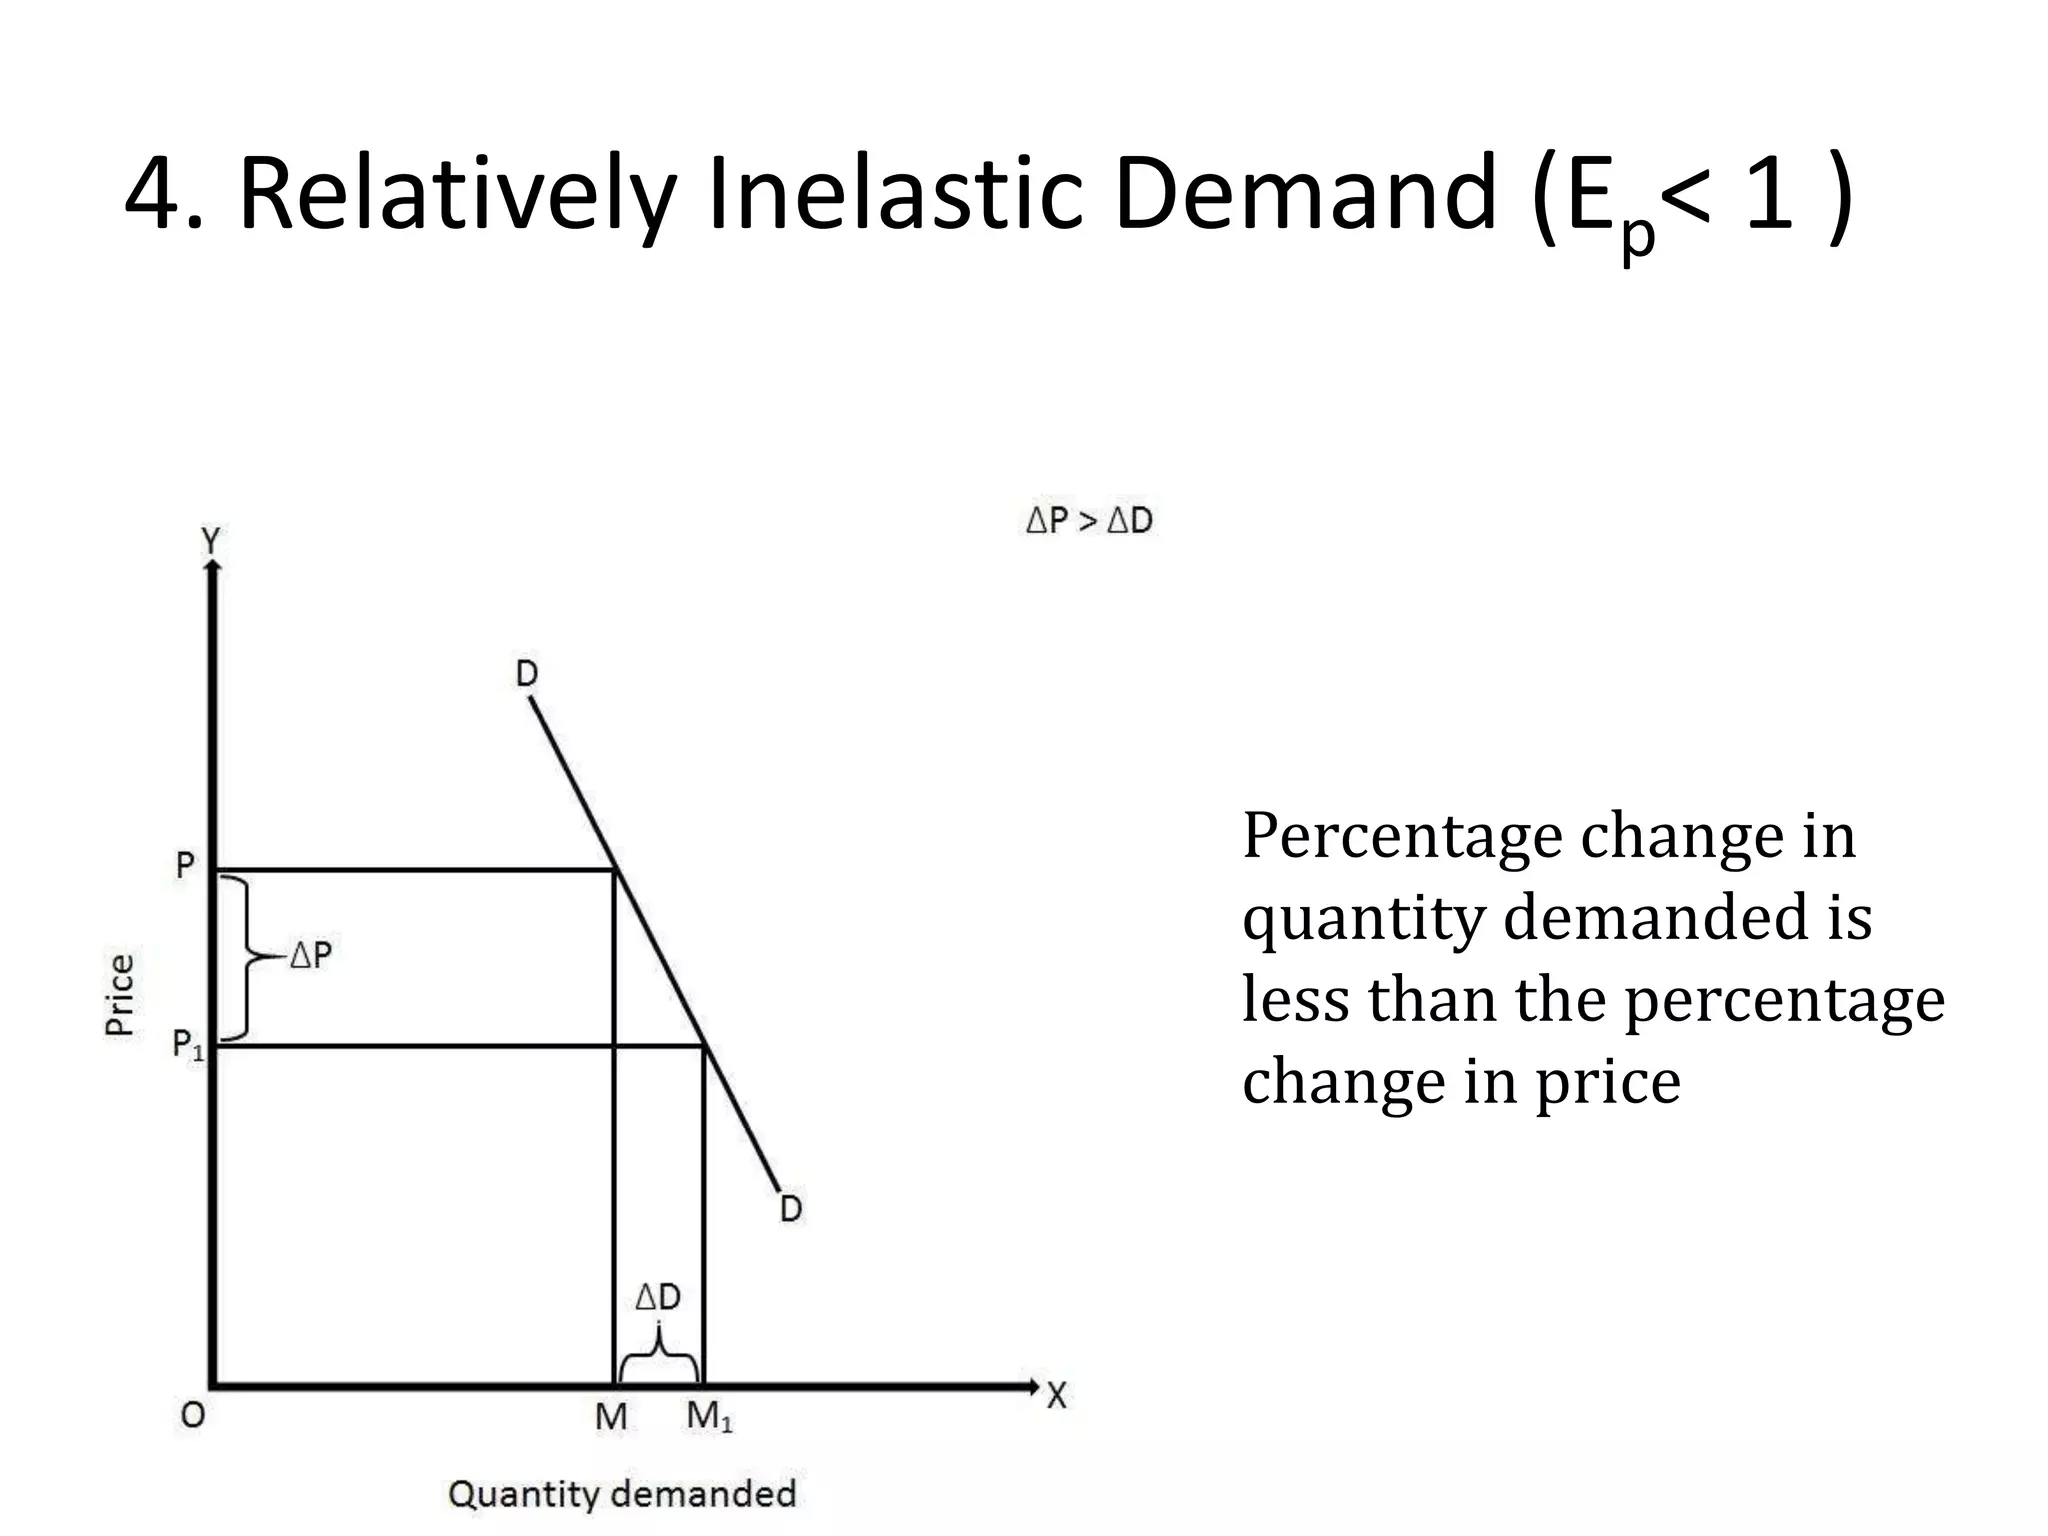 4. Relatively Inelastic Demand (Eₚ< 1 )
ΔP > ΔD
Y
D
P
ΔP
Price
P₁
D
ΔD
O
M
M₁
X
Quantity demanded
Percentage change in
quantity demanded is
less than the percentage
change in price